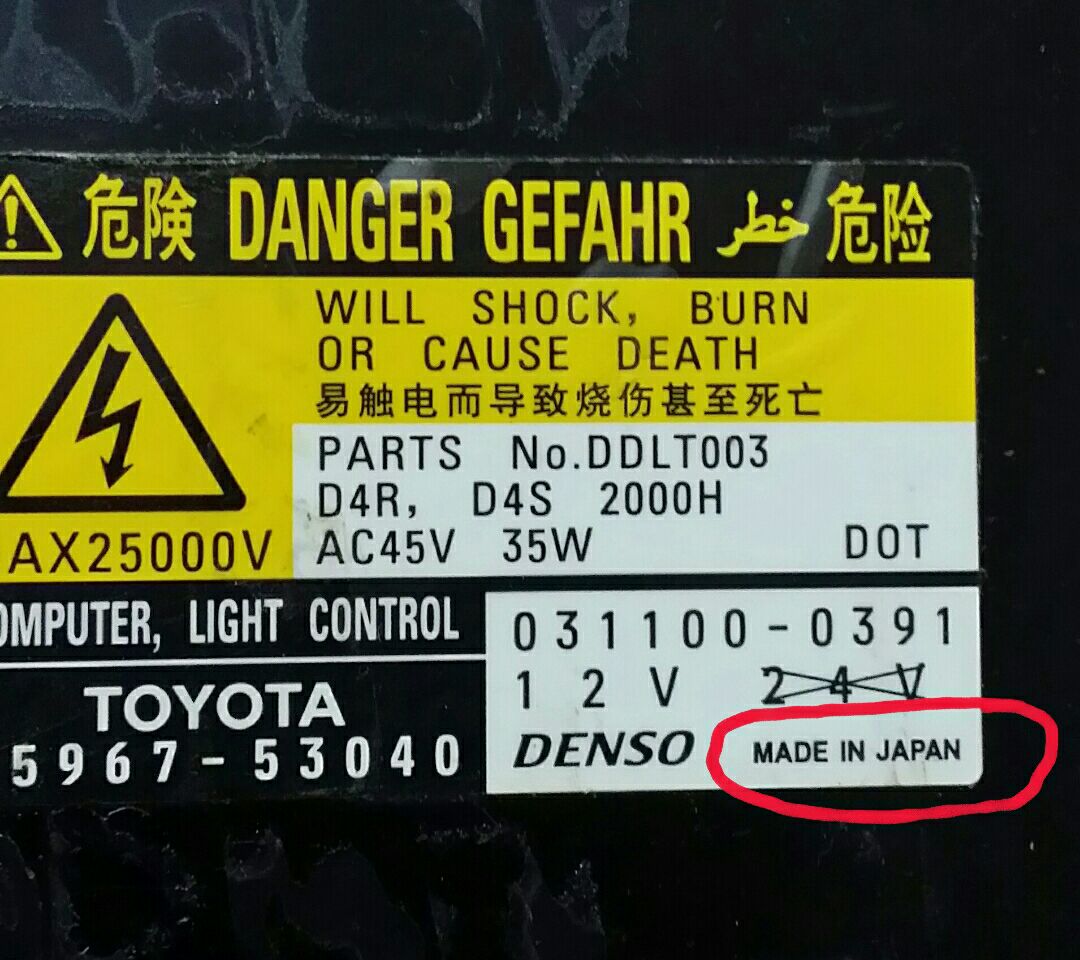 危険 DANGER GEFAHR خطر 危险
WILL SHOCK, BURN
OR CAUSE DEATH
易触电而导致烧伤甚至死亡
PARTS No.DDLT003
D4R, D4S 2000H
AX25000V AC45V 35W DOT
OMPUTER, LIGHT CONTROL
031100-0391
12V 24V
TOYOTA
5967-53040
DENSO MADE IN JAPAN